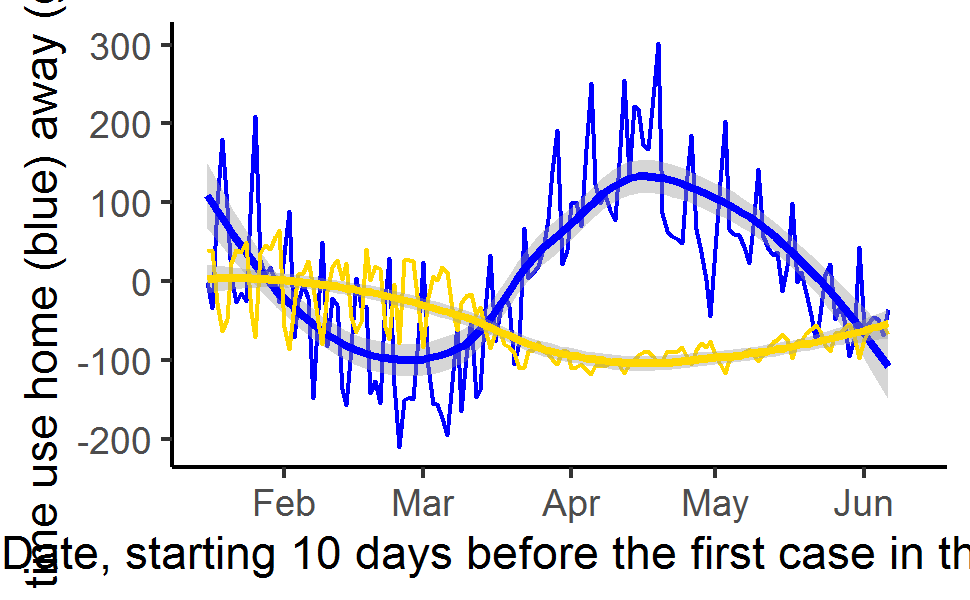 time use home (blue) away (
300
200
100
0
-100
-200
Feb Mar Apr May Jun
Date, starting 10 days before the first case in th